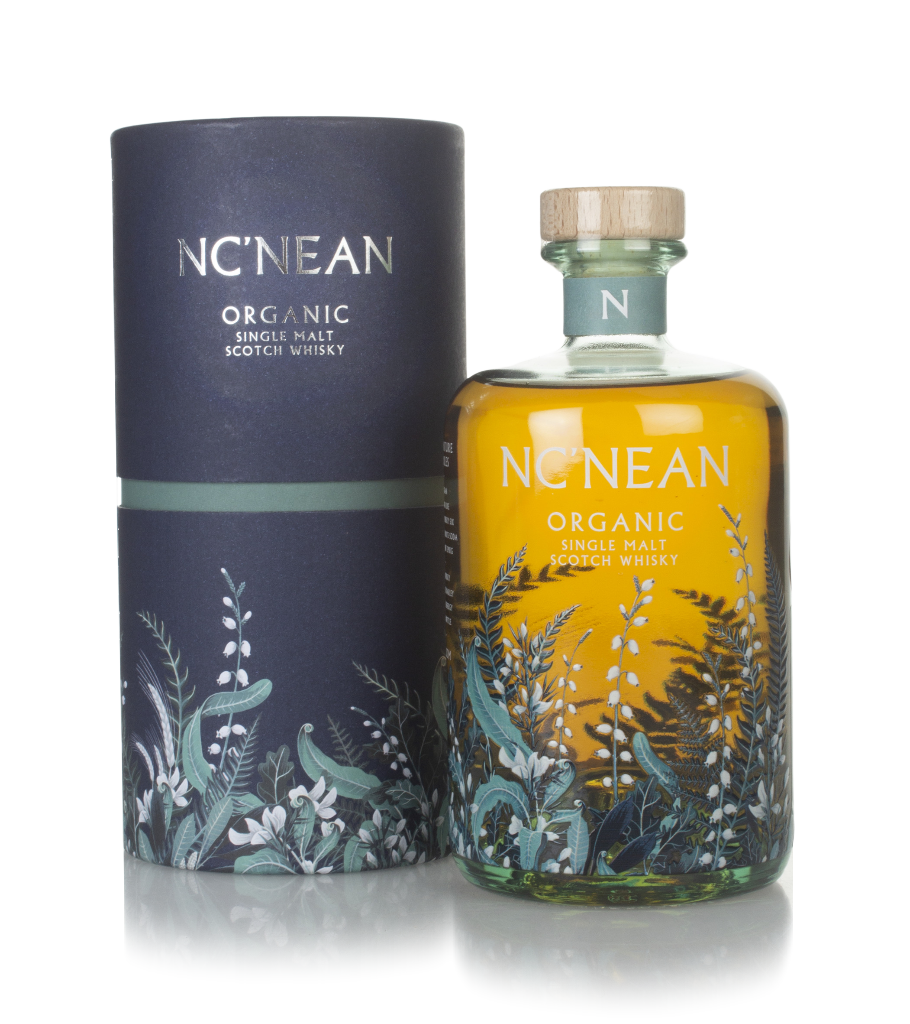 NC'NEAN
ORGANIC
SINGLE MALT
SCOTCH WHISKY
N
NC'NEAN
ORGANIC
SINGLE MALT
SCOTCH WHISKY